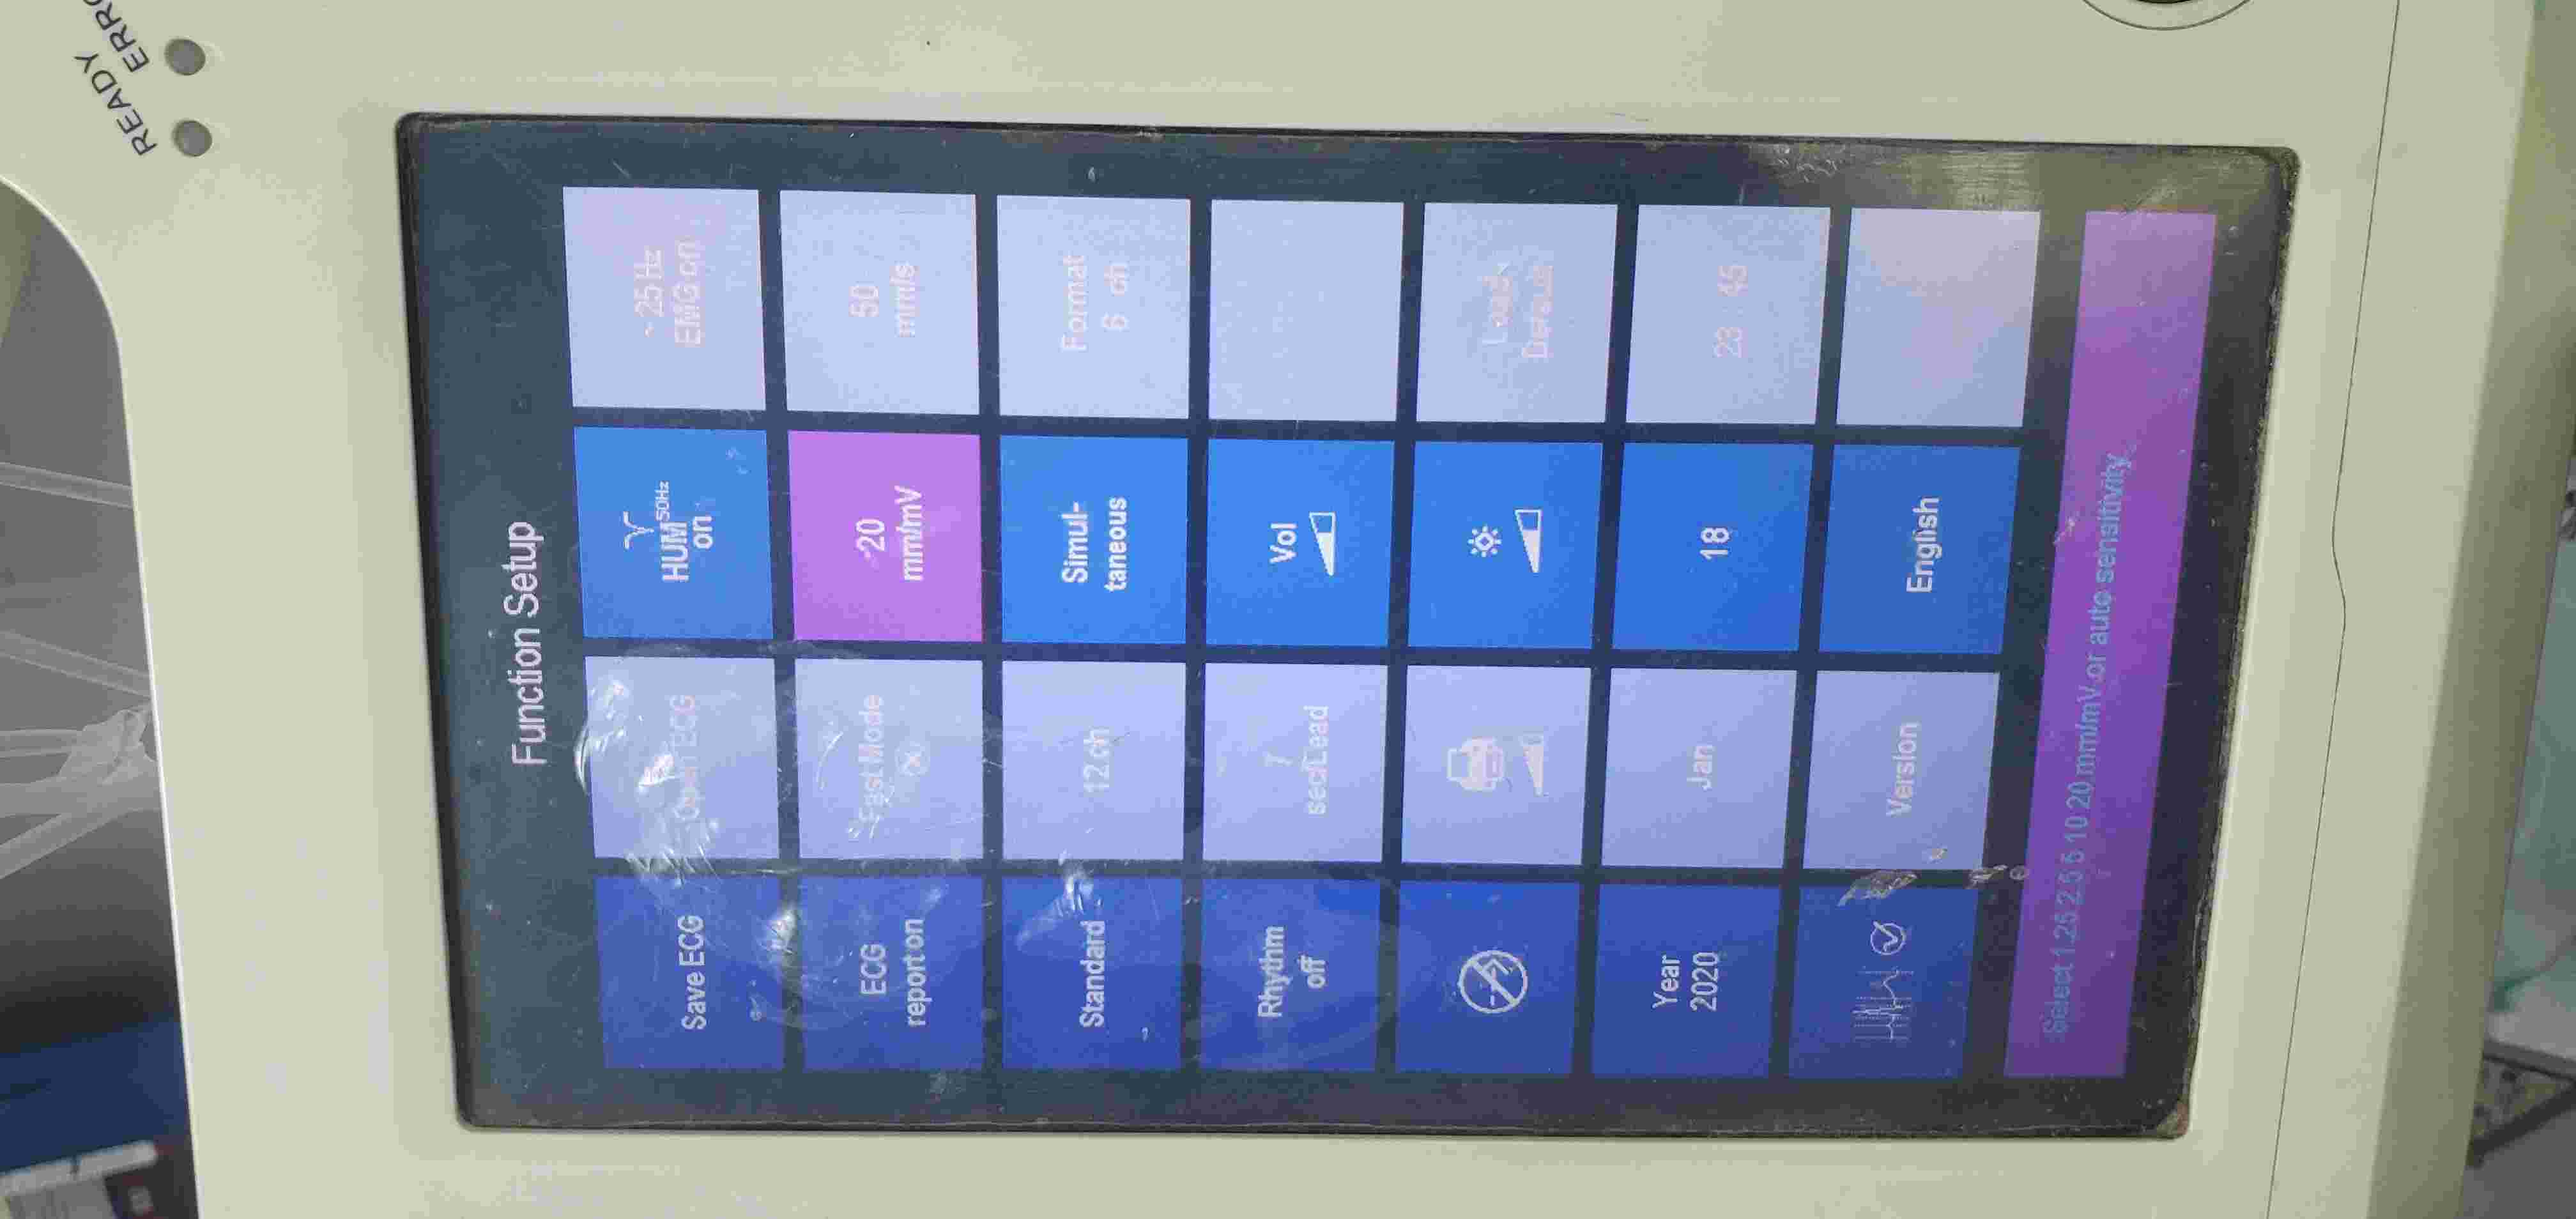 READY
ERRO
Function Setup
Save ECG
Open ECG
HUM 50Hz
on
~25Hz
EMG on
ECG
report on
Fast Mode
20
mm/mV
50
mm/s
Standard
12 ch
Simul-
taneous
Format
6 ch
Rhythm
off
7
sec/Lead
Vol
Load
Default
Year
2020
Jan
18
23 : 45
Version
English
Select 1.25 2.5 5 10 20 mm/mV or auto sensitivity